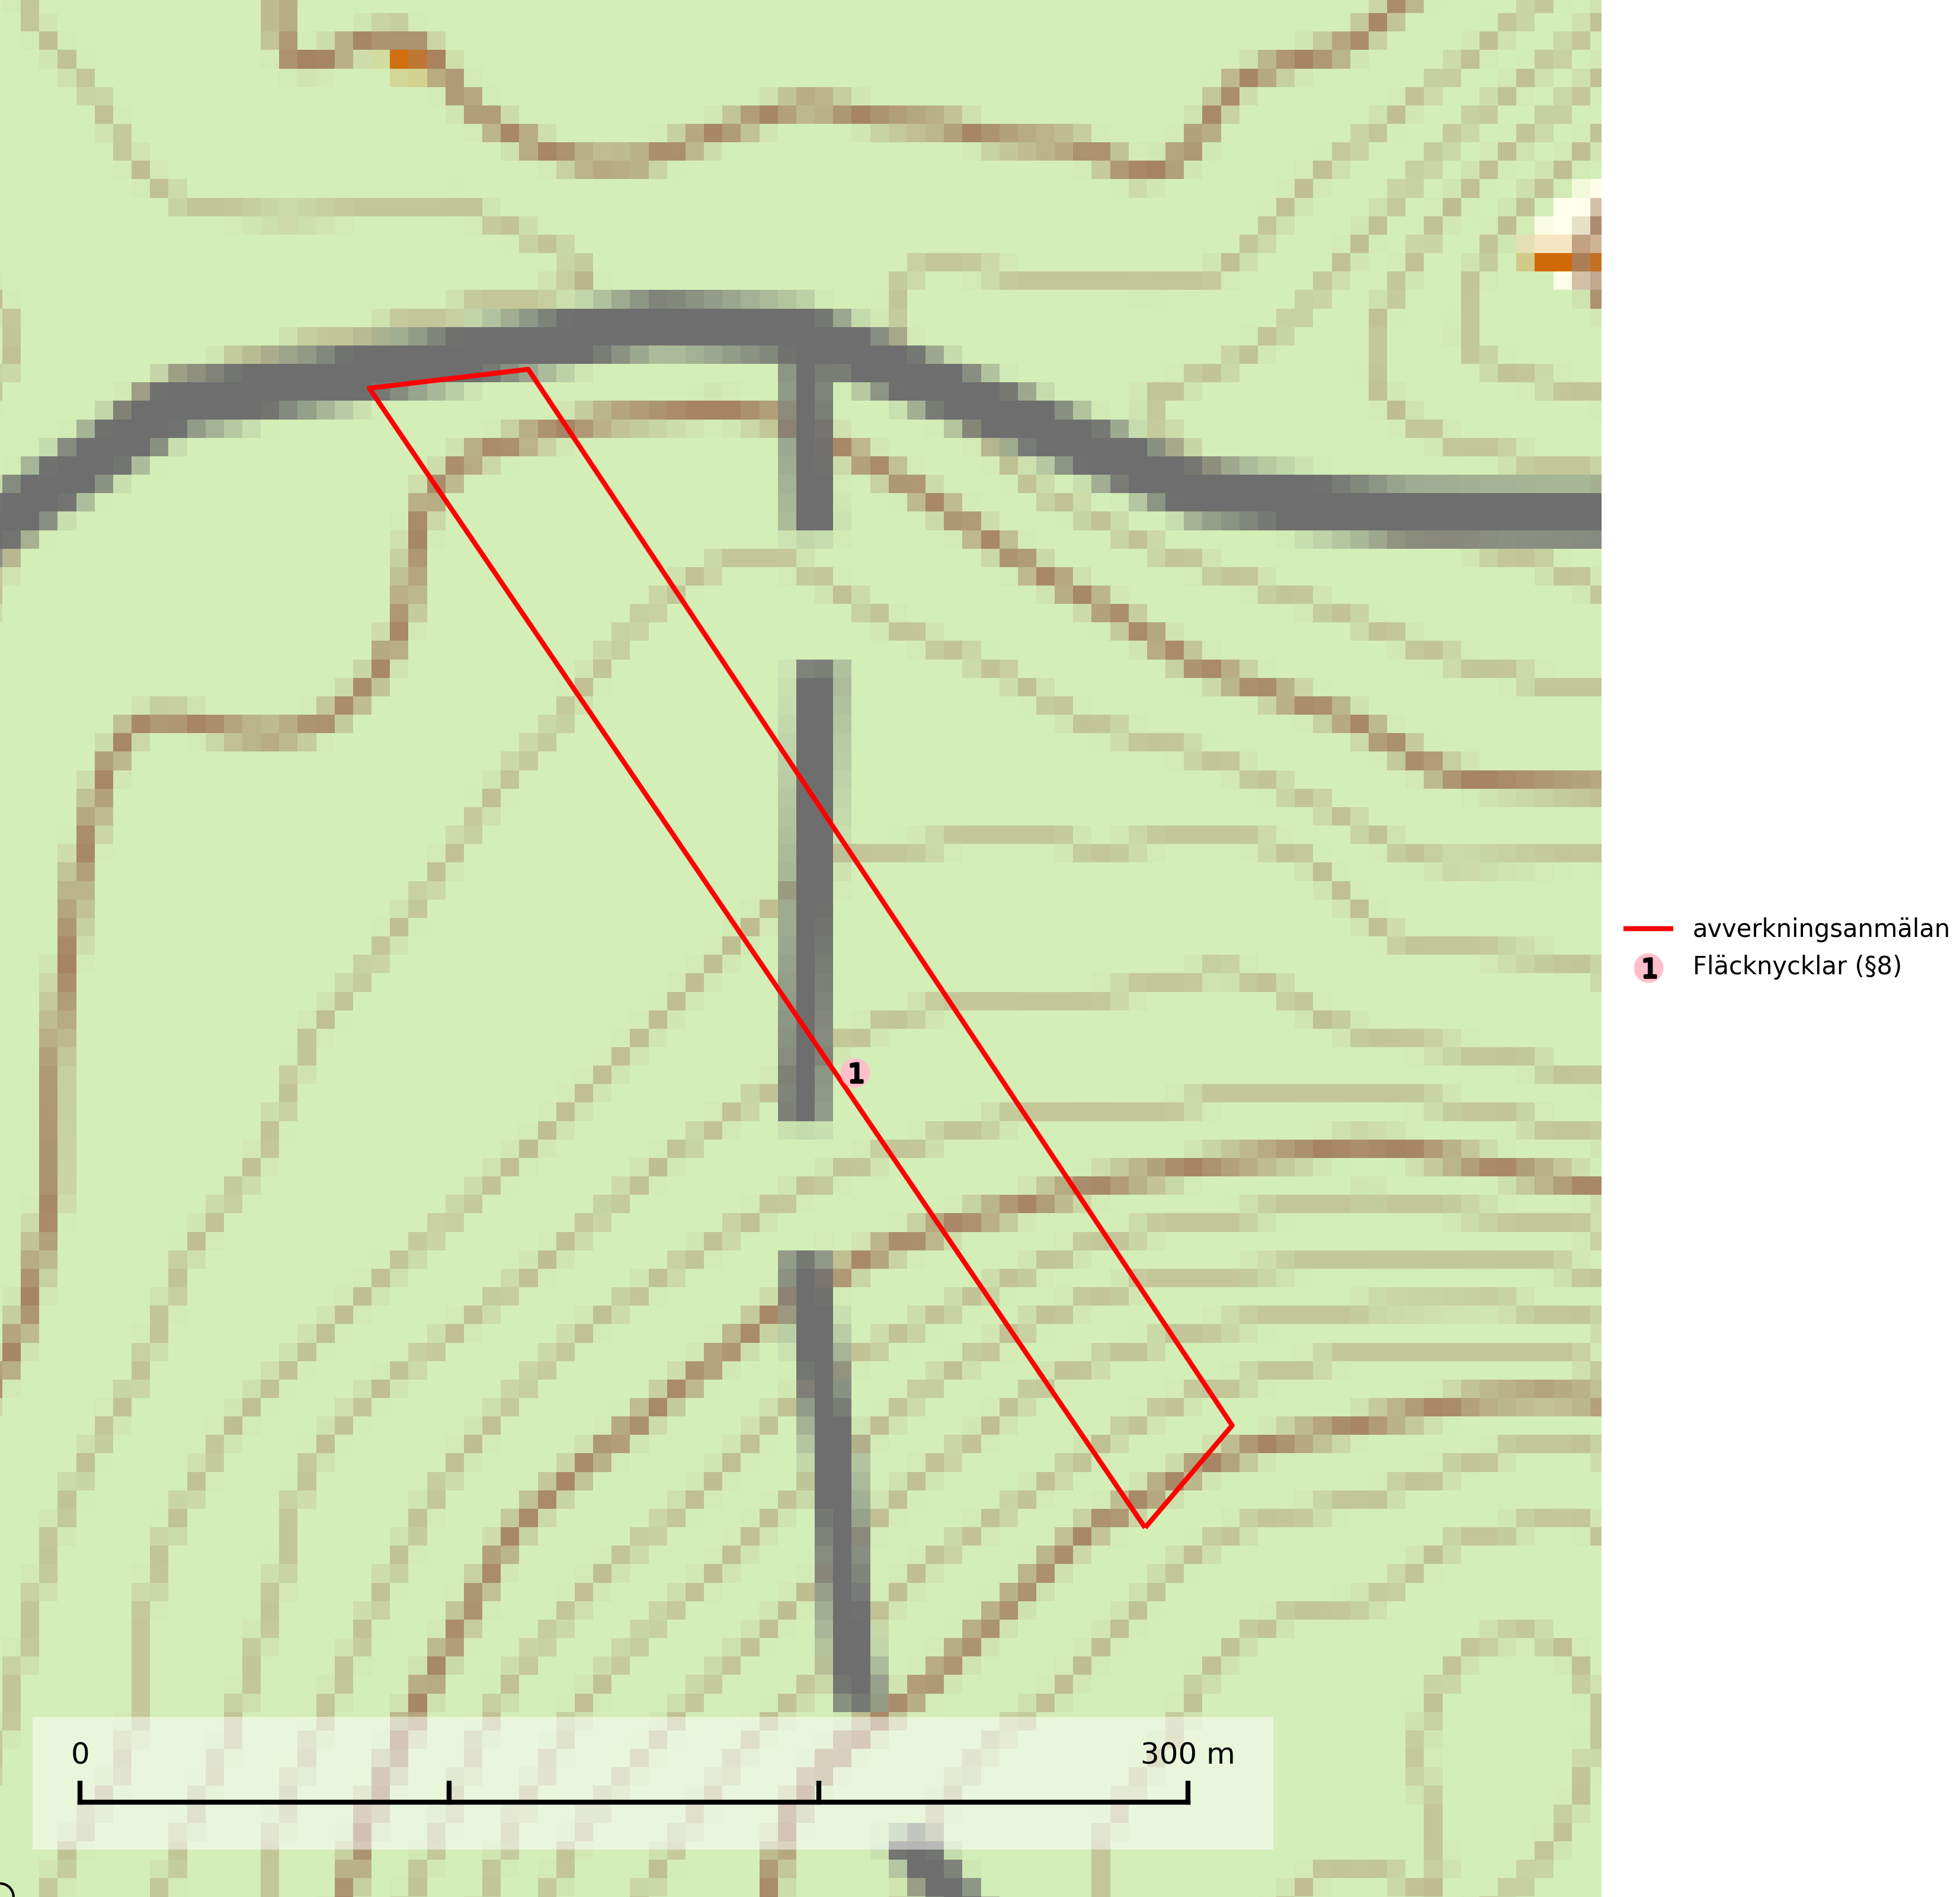 avverkningsanmälan
1 Fläcknycklar (§8)
1
0 300 m